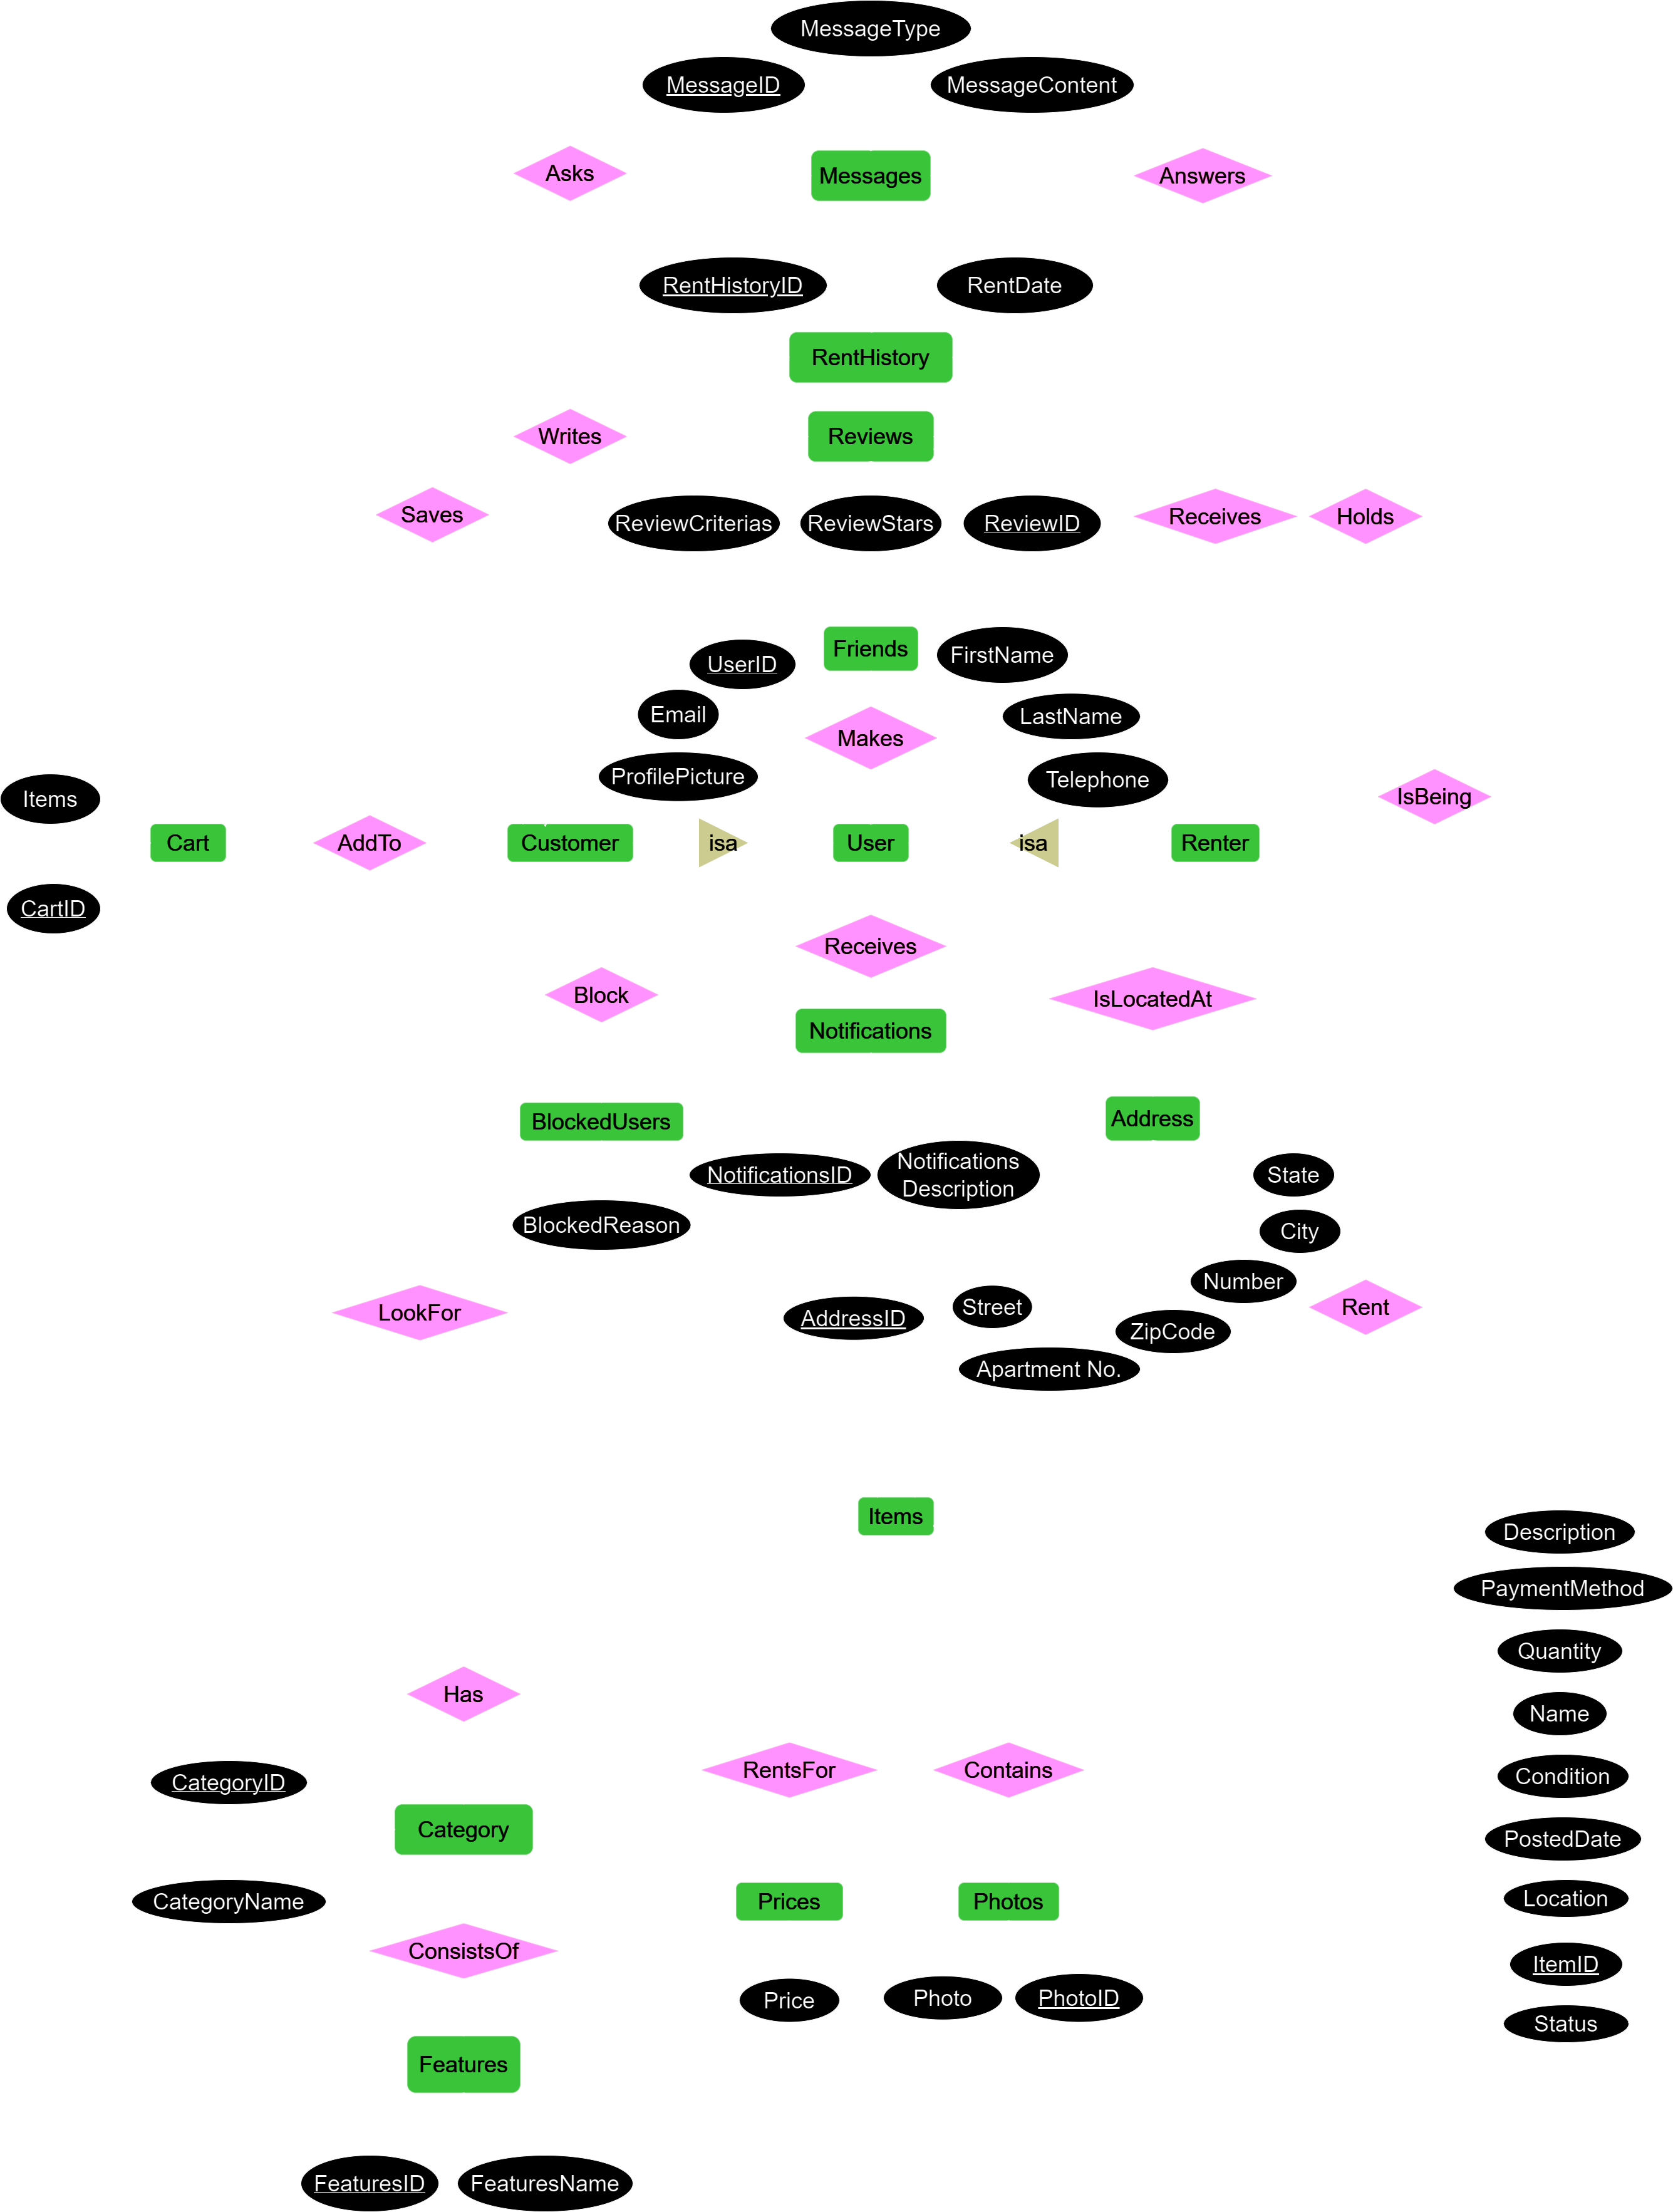 MessageType
MessageID
MessageContent
Asks
Messages
Answers
RentHistoryID
RentDate
RentHistory
Writes
Reviews
Saves
ReviewCriterias
ReviewStars
ReviewID
Receives
Holds
Friends
FirstName
UserID
Email
LastName
Makes
ProfilePicture
Telephone
Items
IsBeing
Cart
AddTo
Customer
isa
User
isa
Renter
CartID
Receives
Block
IsLocatedAt
Notifications
BlockedUsers
Address
NotificationsID
Notifications
Description
State
BlockedReason
City
Number
LookFor
AddressID
Street
Rent
ZipCode
Apartment No.
Items
Description
PaymentMethod
Quantity
Has
Name
RentsFor
Contains
CategoryID
Condition
Category
PostedDate
CategoryName
Prices
Photos
Location
ConsistsOf
ItemID
Price
Photo
PhotoID
Status
Features
FeaturesID
FeaturesName